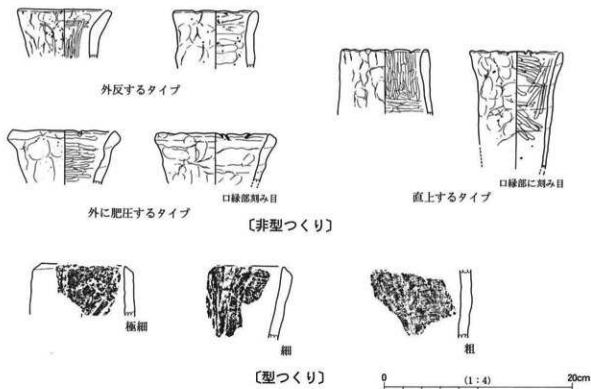 外反するタイプ
外に肥圧するタイプ
口縁部刻み目
直上するタイプ
口縁部に刻み目
〔非型つくり〕
極細
細
粗
〔型つくり〕
0 (1:4) 20cm